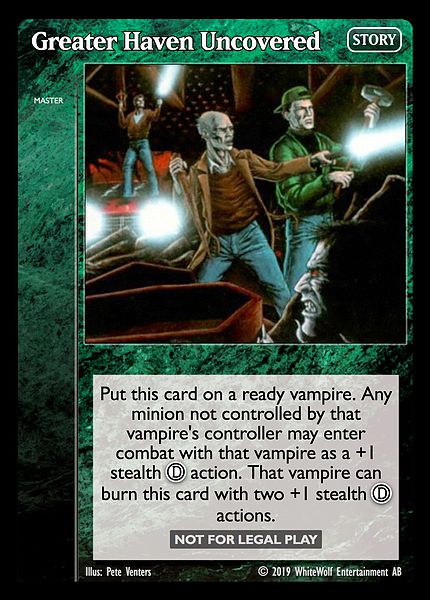 Greater Haven Uncovered
STORY
MASTER
Put this card on a ready vampire. Any
minion not controlled by that
vampire's controller may enter
combat with that vampire as a +1
stealth Ⓓ action. That vampire can
burn this card with two +1 stealth Ⓓ
actions.
NOT FOR LEGAL PLAY
Illus: Pete Venters
© 2019 WhiteWolf Entertainment AB